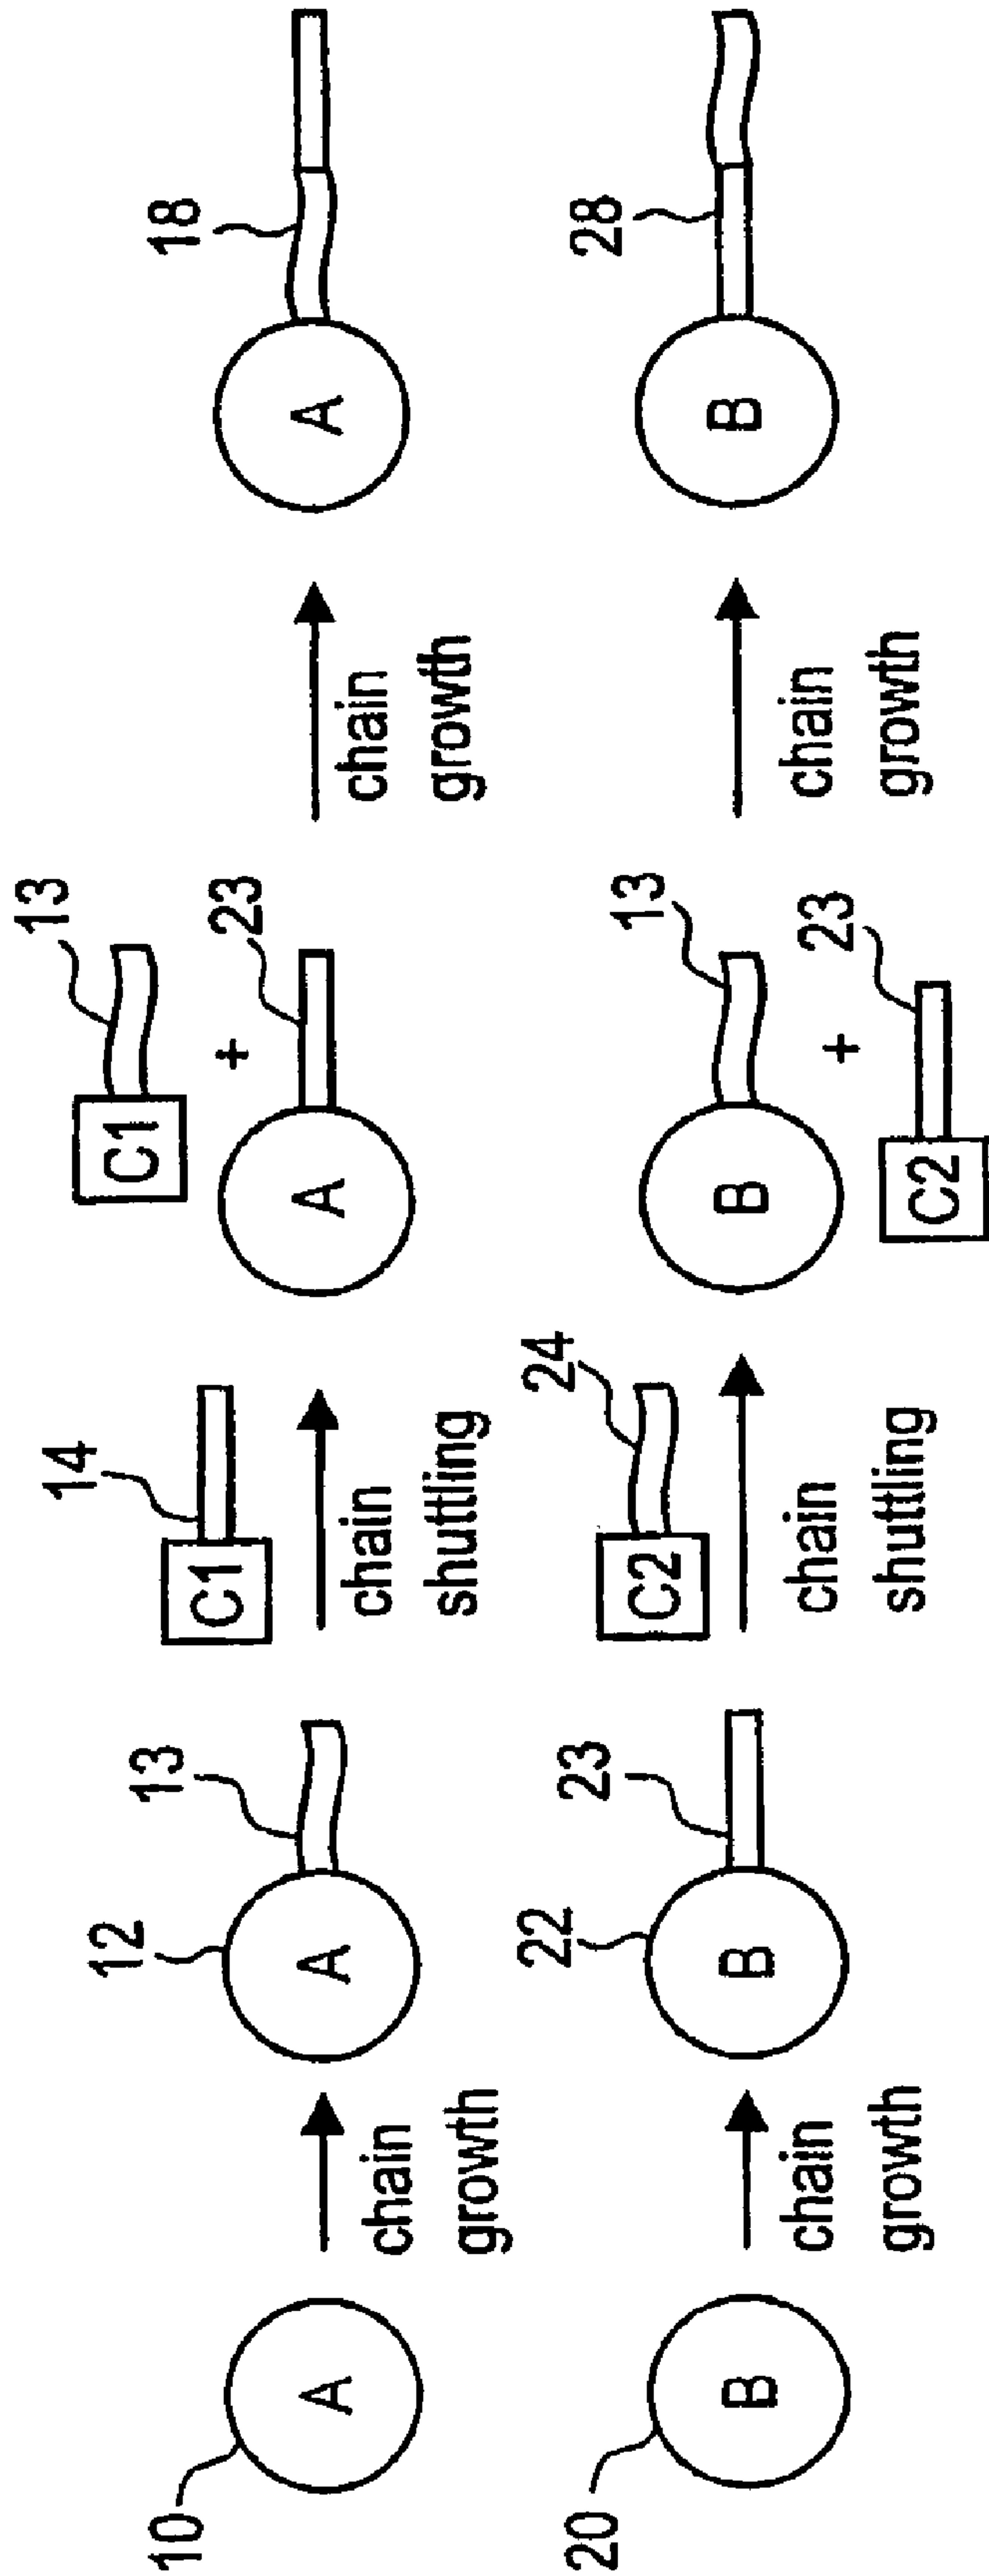 10
A
chain
growth
12
A
13
C1
14
chain
shuttling
C1
13
+
A
23
chain
growth
A
18
20
B
chain
growth
22
B
23
C2
24
chain
shuttling
B
13
+
C2
23
chain
growth
B
28